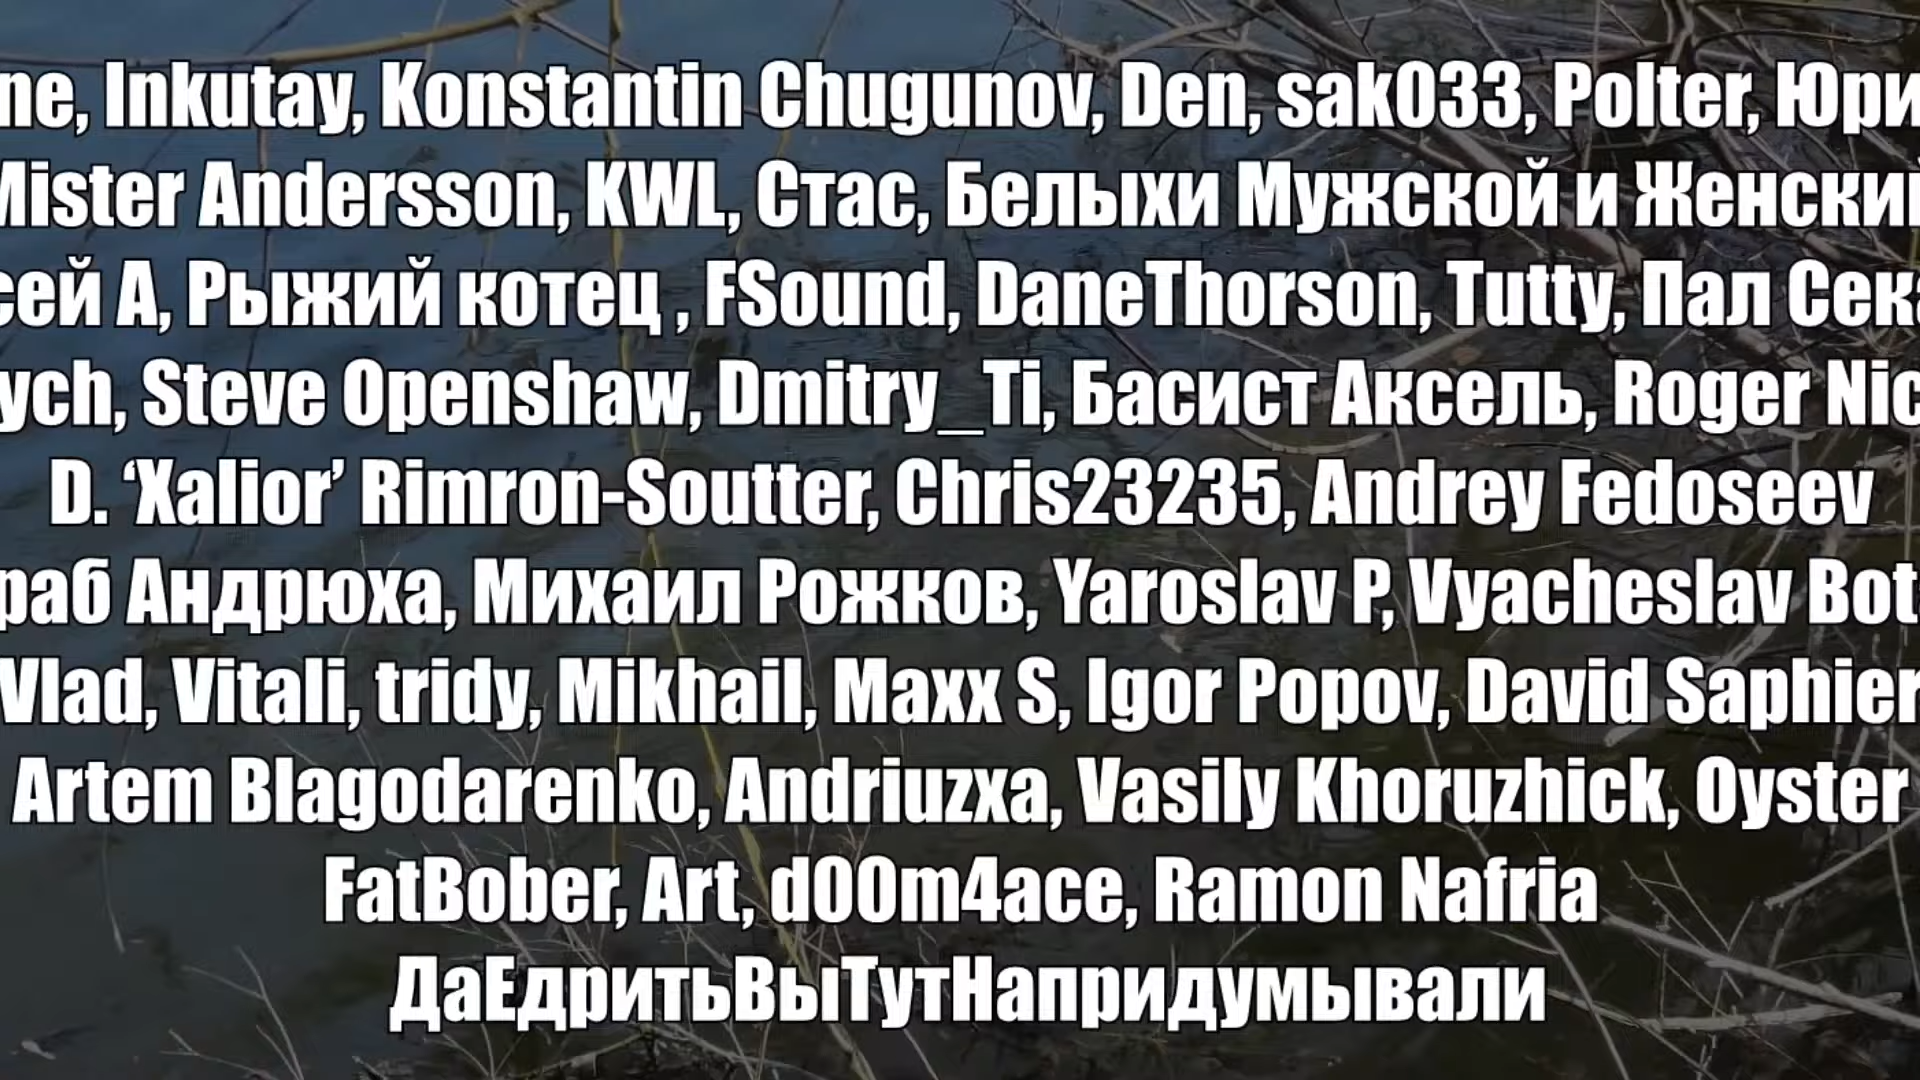 ne, Inkutay, Konstantin Chugunov, Den, sak033, Polter, Юри
Mister Andersson, KWL, Стас, Белыхи Мужской и Женский
сей А, Рыжий котец , FSound, DaneThorson, Tutty, Пал Сека
ych, Steve Openshaw, Dmitry_Ti, Басист Аксель, Roger Nic
D. ‘Xalior’ Rimron-Soutter, Chris23235, Andrey Fedoseev
раб Андрюха, Михаил Рожков, Yaroslav P, Vyacheslav Bot
Vlad, Vitali, tridy, Mikhail, Maxx S, Igor Popov, David Saphier
Artem Blagodarenko, Andriuzxa, Vasily Khoruzhick, Oyster
FatBober, Art, d00m4ace, Ramon Nafria
ДаЕдритьВыТутНапридумывали